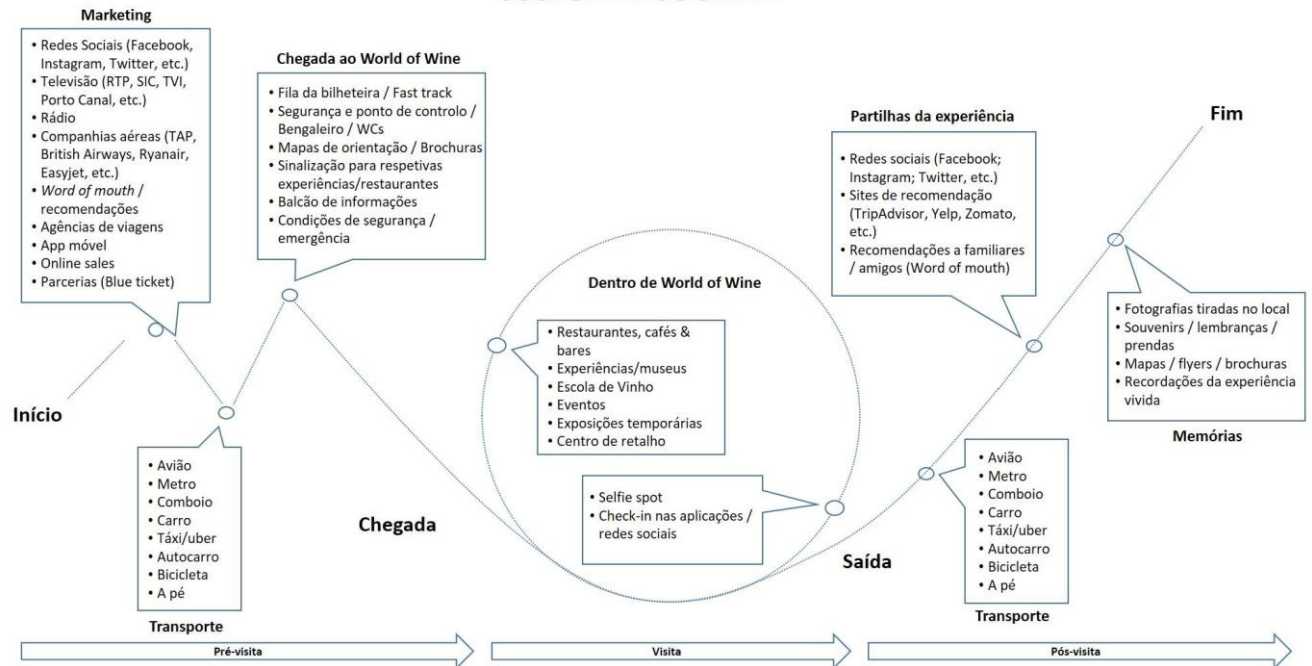 Marketing
• Redes Sociais (Facebook,
Instagram, Twitter, etc.)
• Televisão (RTP, SIC, TVI,
Porto Canal, etc.)
• Rádio
• Companhias aéreas (TAP,
British Airways, Ryanair,
Easyjet, etc.)
• Word of mouth /
recomendações
• Agências de viagens
• App móvel
• Online sales
• Parcerias (Blue ticket)
Chegada ao World of Wine
• Fila da bilheteira / Fast track
• Segurança e ponto de controlo /
Bengaleiro / WCs
• Mapas de orientação / Brochuras
• Sinalização para respetivas
experiências/restaurantes
• Balcão de informações
• Condições de segurança /
emergência
Início
• Avião
• Metro
• Comboio
• Carro
• Táxi/uber
• Autocarro
• Bicicleta
• A pé
Transporte
Chegada
Dentro de World of Wine
• Restaurantes, cafés &
bares
• Experiências/museus
• Escola de Vinho
• Eventos
• Exposições temporárias
• Centro de retalho
• Selfie spot
• Check-in nas aplicações /
redes sociais
Saída
Partilhas da experiência
• Redes sociais (Facebook;
Instagram; Twitter, etc.)
• Sites de recomendação
(TripAdvisor, Yelp, Zomato,
etc.)
• Recomendações a familiares
/ amigos (Word of mouth)
Fim
• Fotografias tiradas no local
• Souvenirs / lembranças /
prendas
• Mapas / flyers / brochuras
• Recordações da experiência
vivida
Memórias
• Avião
• Metro
• Comboio
• Carro
• Táxi/uber
• Autocarro
• Bicicleta
• A pé
Transporte
Pré-visita
Visita
Pós-visita